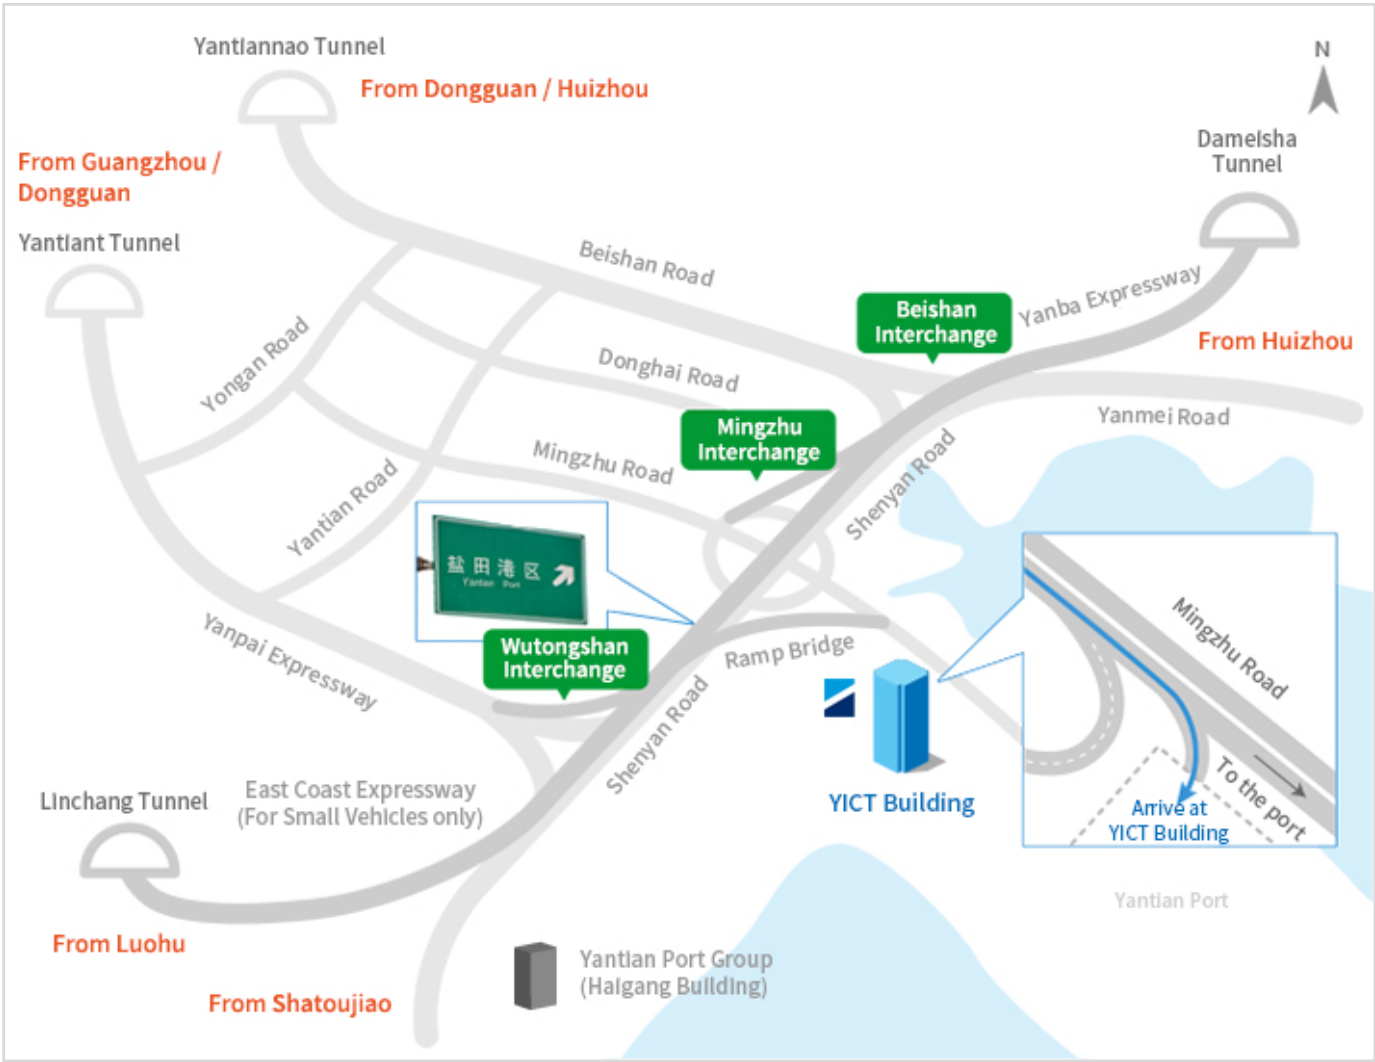 Yantiannao Tunnel
From Dongguan / Huizhou
N
Dameisha
Tunnel
From Guangzhou /
Dongguan
Yantiant Tunnel
Beishan Road
Beishan
Interchange
Yanba Expressway
From Huizhou
Yongan Road
Donghai Road
Yanmei Road
Mingzhu
Interchange
Mingzhu Road
Shenyan Road
Yantian Road
盐田港区
Yantian Port
Yanpai Expressway
Wutongshan
Interchange
Ramp Bridge
Shenyan Road
Mingzhu Road
To the port
Arrive at
YICT Building
YICT Building
Linchang Tunnel
East Coast Expressway
(For Small Vehicles only)
Yantian Port
From Luohu
Yantian Port Group
(Haigang Building)
From Shatoujiao